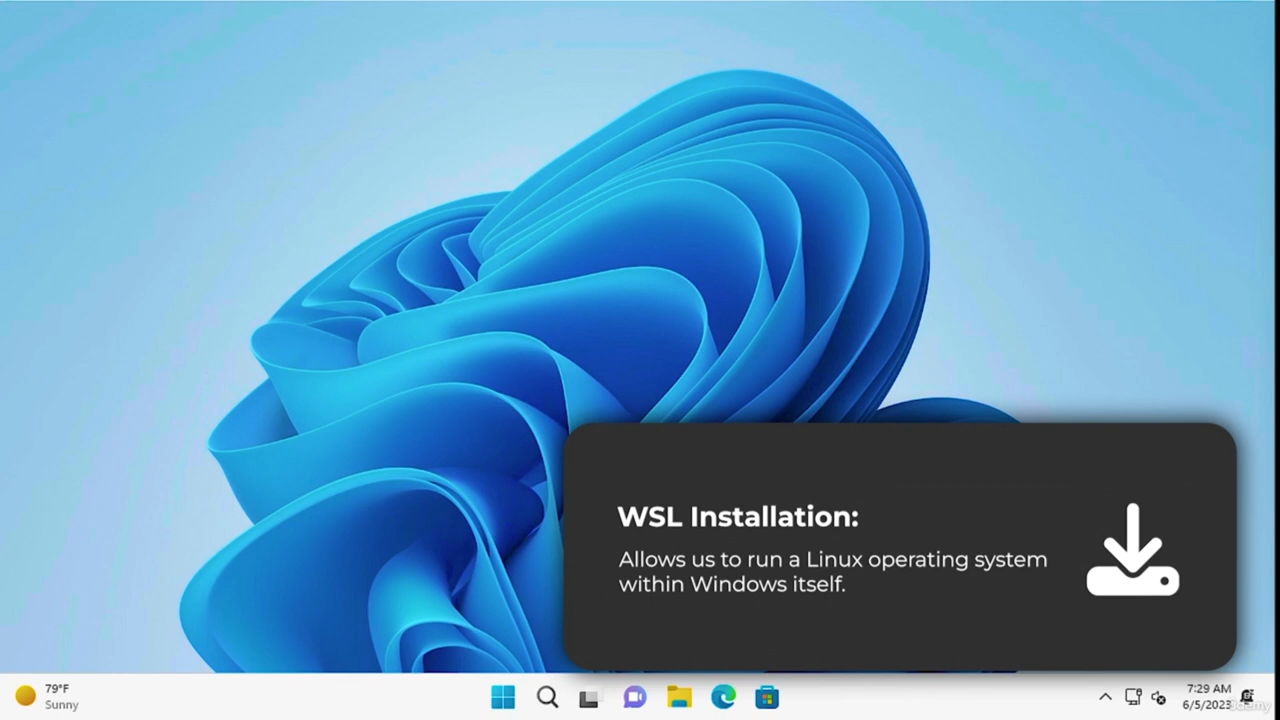 WSL Installation:
Allows us to run a Linux operating system
within Windows itself.
79°F
Sunny
7:29 AM
6/5/2023
Udemy